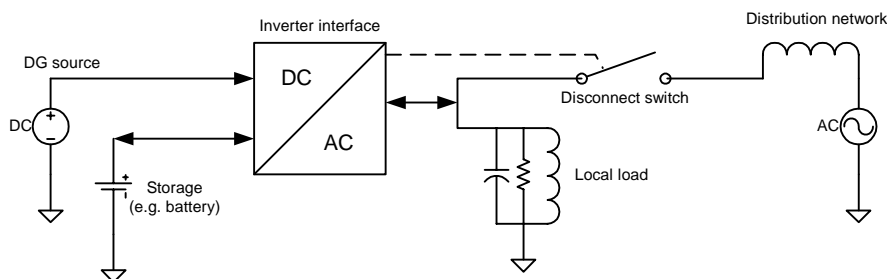 Inverter interface
Distribution network
DG source
DC
Disconnect switch
DC
+
−
AC
AC
+
-
Storage
(e.g. battery)
Local load